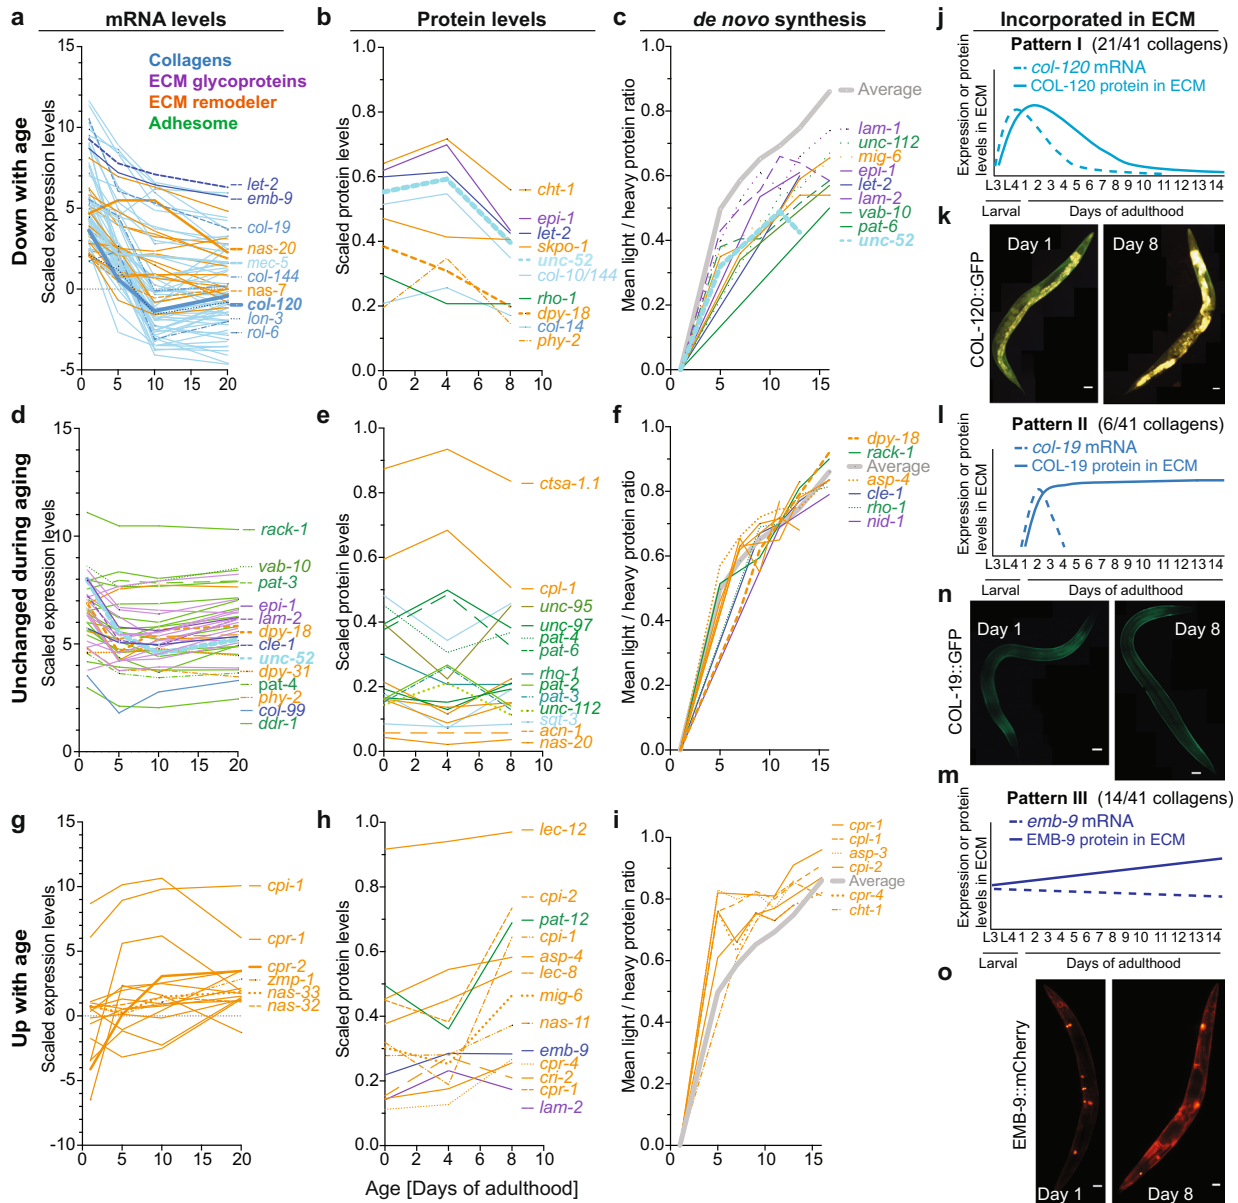 a mRNA levels
b Protein levels
c de novo synthesis
j Incorporated in ECM
Down with age
Scaled expression levels
15
10
5
0
-5
0 5 10 15 20
Collagens
ECM glycoproteins
ECM remodeler
Adhesome
let-2
emb-9
col-19
nas-20
mec-5
col-144
nas-7
col-120
lon-3
rol-6
Scaled protein levels
1.0
0.8
0.6
0.4
0.2
0.0
0 2 4 6 8 10
cht-1
epi-1
let-2
skpo-1
unc-52
col-10/144
rho-1
dpy-18
col-14
phy-2
Mean light / heavy protein ratio
1.0
0.8
0.6
0.4
0.2
0.0
0 5 10 15
Average
lam-1
unc-112
mig-6
epi-1
let-2
lam-2
vab-10
pat-6
unc-52
Pattern I (21/41 collagens)
col-120 mRNA
COL-120 protein in ECM
Expression or protein
levels in ECM
L3 L4 1 2 3 4 5 6 7 8 9 10 11 12 13 14
Larval Days of adulthood
k
COL-120::GFP
Day 1
Day 8
d
Unchanged during aging
Scaled expression levels
15
10
5
0
0 5 10 15 20
rack-1
vab-10
pat-3
epi-1
lam-2
dpy-18
cle-1
unc-52
dpy-31
pat-4
phy-2
col-99
ddr-1
e
Scaled protein levels
1.0
0.8
0.6
0.4
0.2
0.0
0 2 4 6 8 10
ctsa-1.1
cpl-1
unc-95
unc-97
pat-4
pat-6
rho-1
pat-2
pat-3
unc-112
sqt-3
acn-1
nas-20
f
Mean light / heavy protein ratio
1.0
0.8
0.6
0.4
0.2
0.0
0 5 10 15
dpy-18
rack-1
Average
asp-4
cle-1
rho-1
nid-1
l
Pattern II (6/41 collagens)
col-19 mRNA
COL-19 protein in ECM
Expression or protein
levels in ECM
L3 L4 1 2 3 4 5 6 7 8 9 10 11 12 13 14
Larval Days of adulthood
n
COL-19::GFP
Day 1
Day 8
g
Up with age
Scaled expression levels
15
10
5
0
-5
-10
0 5 10 15 20
cpi-1
cpr-1
cpr-2
zmp-1
nas-33
nas-32
h
Scaled protein levels
1.0
0.8
0.6
0.4
0.2
0.0
0 2 4 6 8 10
Age [Days of adulthood]
lec-12
cpi-2
pat-12
cpi-1
asp-4
lec-8
mig-6
nas-11
emb-9
cpr-4
cri-2
cpr-1
lam-2
i
Mean light / heavy protein ratio
1.0
0.8
0.6
0.4
0.2
0.0
0 5 10 15
cpr-1
cpl-1
asp-3
cpi-2
Average
cpr-4
cht-1
m
Pattern III (14/41 collagens)
emb-9 mRNA
EMB-9 protein in ECM
Expression or protein
levels in ECM
L3 L4 1 2 3 4 5 6 7 8 9 10 11 12 13 14
Larval Days of adulthood
o
EMB-9::mCherry
Day 1
Day 8